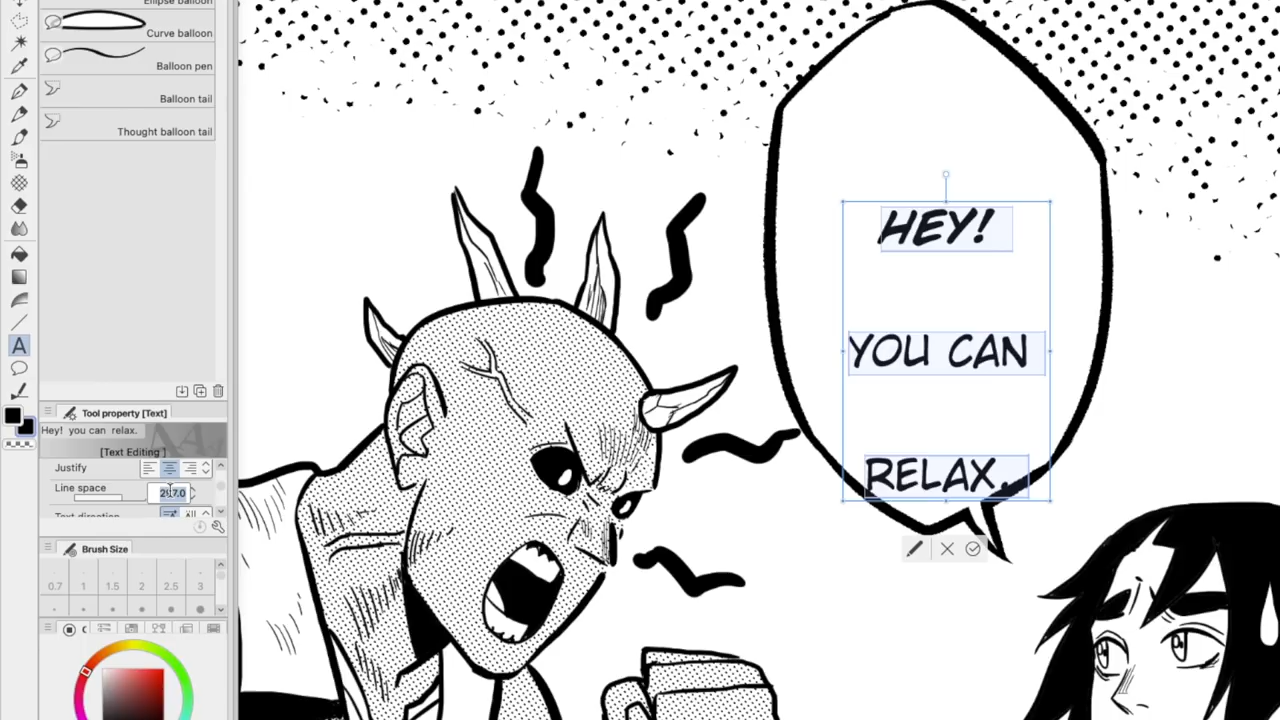 Ellipse balloon
Curve balloon
Balloon pen
Balloon tail
Thought balloon tail
A
Tool property [Text]
Hey! you can relax.
[Text Editing ]
Justify
Line space
Text direction
Brush Size
0.7 1 1.5 2 2.5 3
HEY!
YOU CAN
RELAX.